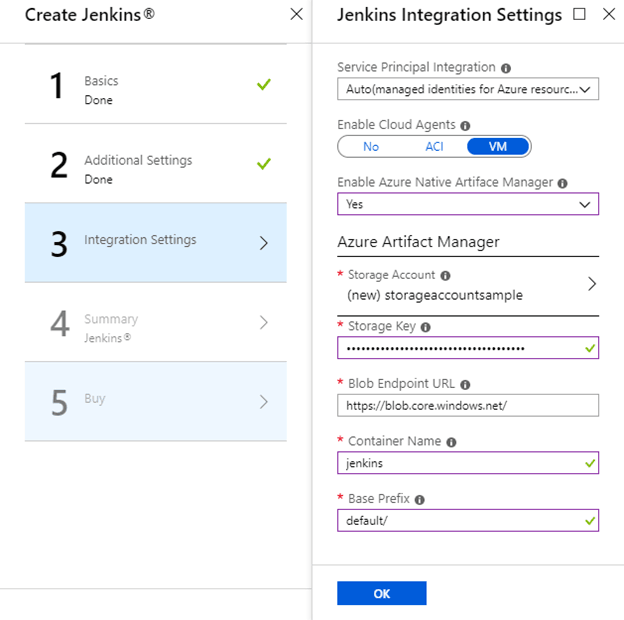 Create Jenkins®
1
Basics
Done
2
Additional Settings
Done
3
Integration Settings
4
Summary
Jenkins®
5
Buy
Jenkins Integration Settings
Service Principal Integration
Auto(managed identities for Azure resourc...
Enable Cloud Agents
No ACI VM
Enable Azure Native Artiface Manager
Yes
Azure Artifact Manager
* Storage Account
(new) storageaccountsample
* Storage Key
* Blob Endpoint URL
https://blob.core.windows.net/
* Container Name
jenkins
* Base Prefix
default/
OK